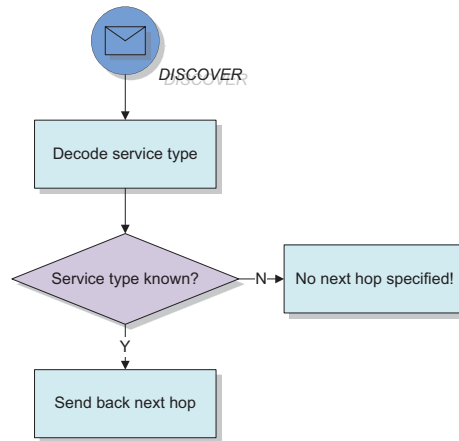 DISCOVER
Decode service type
Service type known?
N
No next hop specified!
Y
Send back next hop